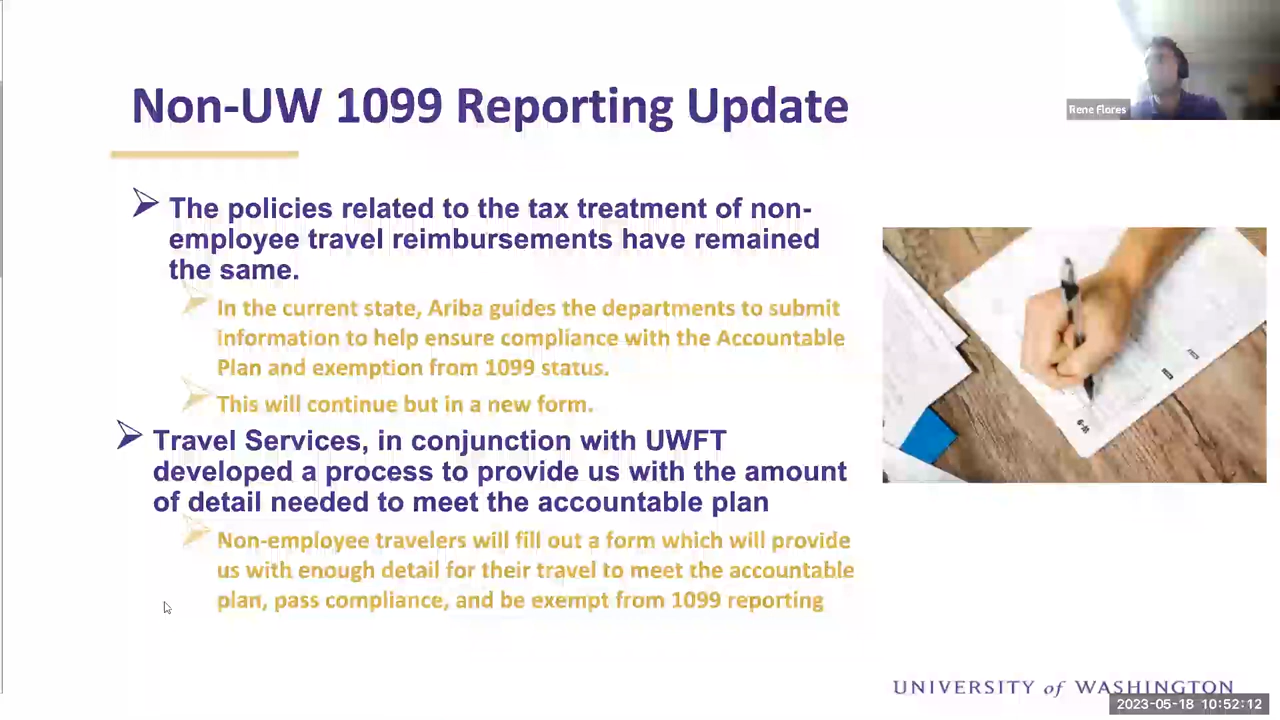 Non-UW 1099 Reporting Update
Rene Flores
The policies related to the tax treatment of non-
employee travel reimbursements have remained
the same.
In the current state, Ariba guides the departments to submit
information to help ensure compliance with the Accountable
Plan and exemption from 1099 status.
This will continue but in a new form.
Travel Services, in conjunction with UWFT
developed a process to provide us with the amount
of detail needed to meet the accountable plan
Non-employee travelers will fill out a form which will provide
us with enough detail for their travel to meet the accountable
plan, pass compliance, and be exempt from 1099 reporting
UNIVERSITY of WASHINGTON
2023-05-18 10:52:12